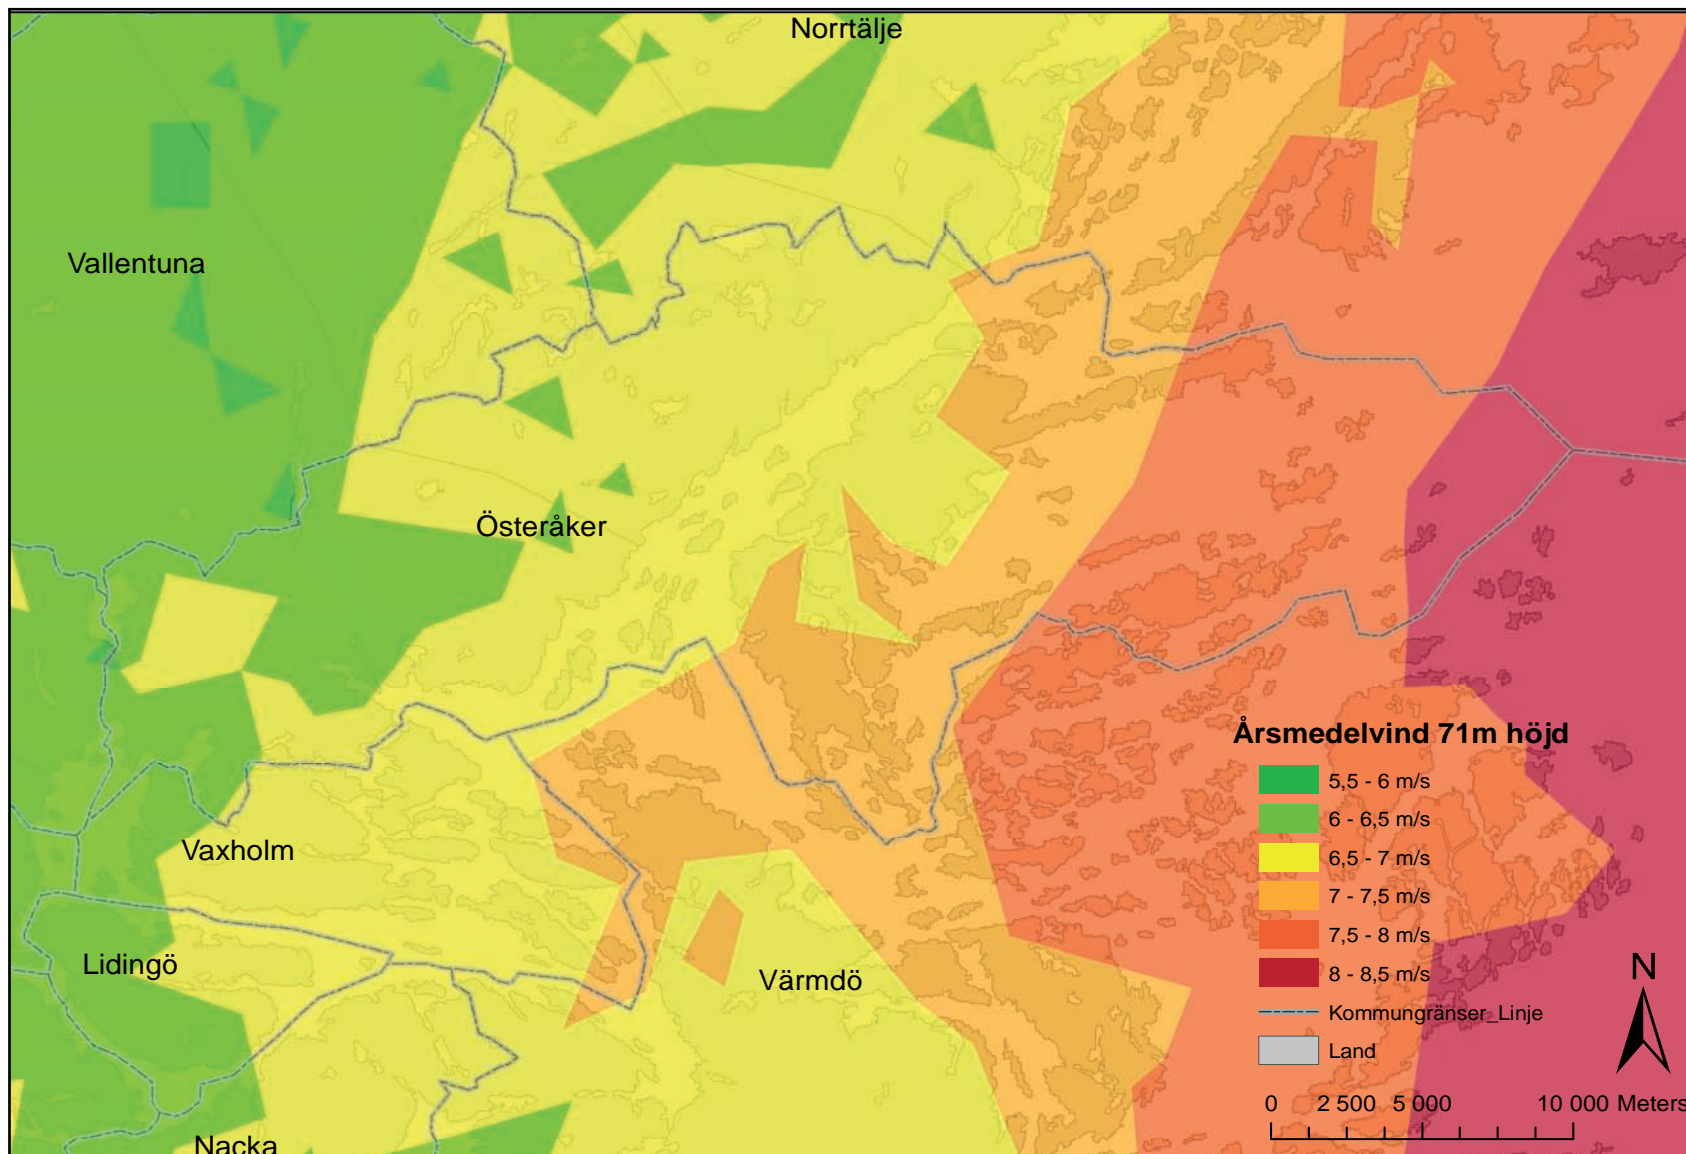 Norrtälje
Vallentuna
Österåker
Vaxholm
Lidingö
Värmdö
Nacka
Årsmedelvind 71m höjd
5,5 - 6 m/s
6 - 6,5 m/s
6,5 - 7 m/s
7 - 7,5 m/s
7,5 - 8 m/s
8 - 8,5 m/s
Kommungränser_Linje
Land
N
0 2 500 5 000 10 000 Meters